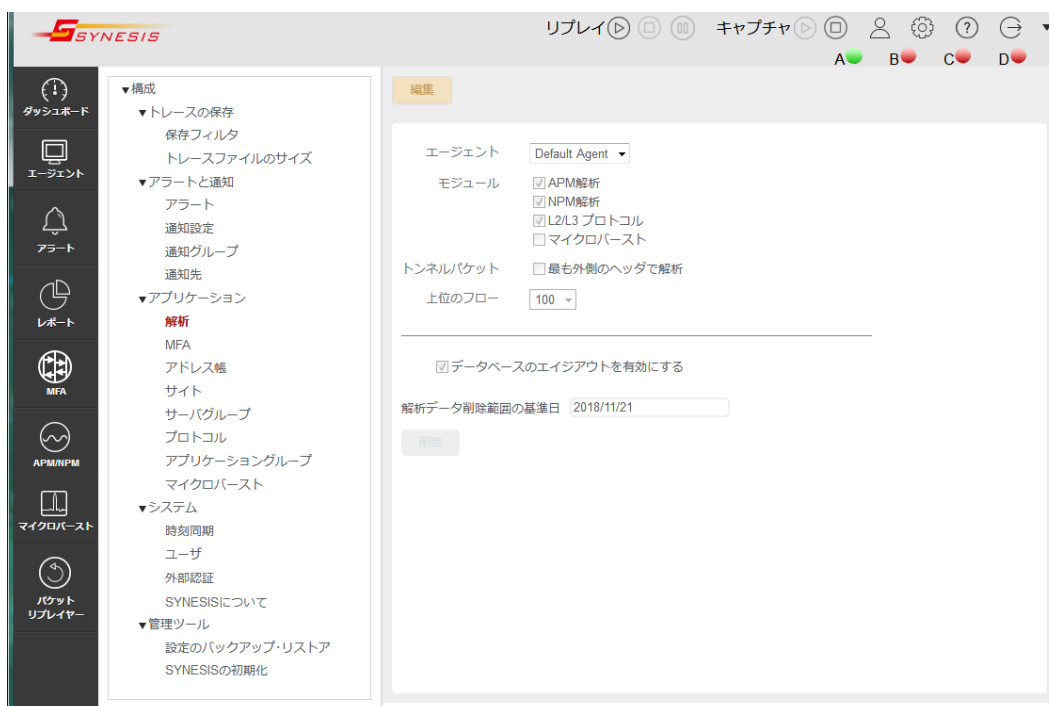 SYNESIS
リプレイ
キャプチャ
A
B
C
D
ダッシュボード
エージェント
アラート
レポート
MFA
APM/NPM
マイクロバースト
パケット
リプレイヤー
▼構成
▼トレースの保存
保存フィルタ
トレースファイルのサイズ
▼アラートと通知
アラート
通知設定
通知グループ
通知先
▼アプリケーション
解析
MFA
アドレス帳
サイト
サーバグループ
プロトコル
アプリケーショングループ
マイクロバースト
▼システム
時刻同期
ユーザ
外部認証
SYNESISについて
▼管理ツール
設定のバックアップ・リストア
SYNESISの初期化
編集
エージェント Default Agent
モジュール APM解析
NPM解析
L2/L3 プロトコル
マイクロバースト
トンネルパケット 最も外側のヘッダで解析
上位のフロー 100
データベースのエイジアウトを有効にする
解析データ削除範囲の基準日 2018/11/21
削除